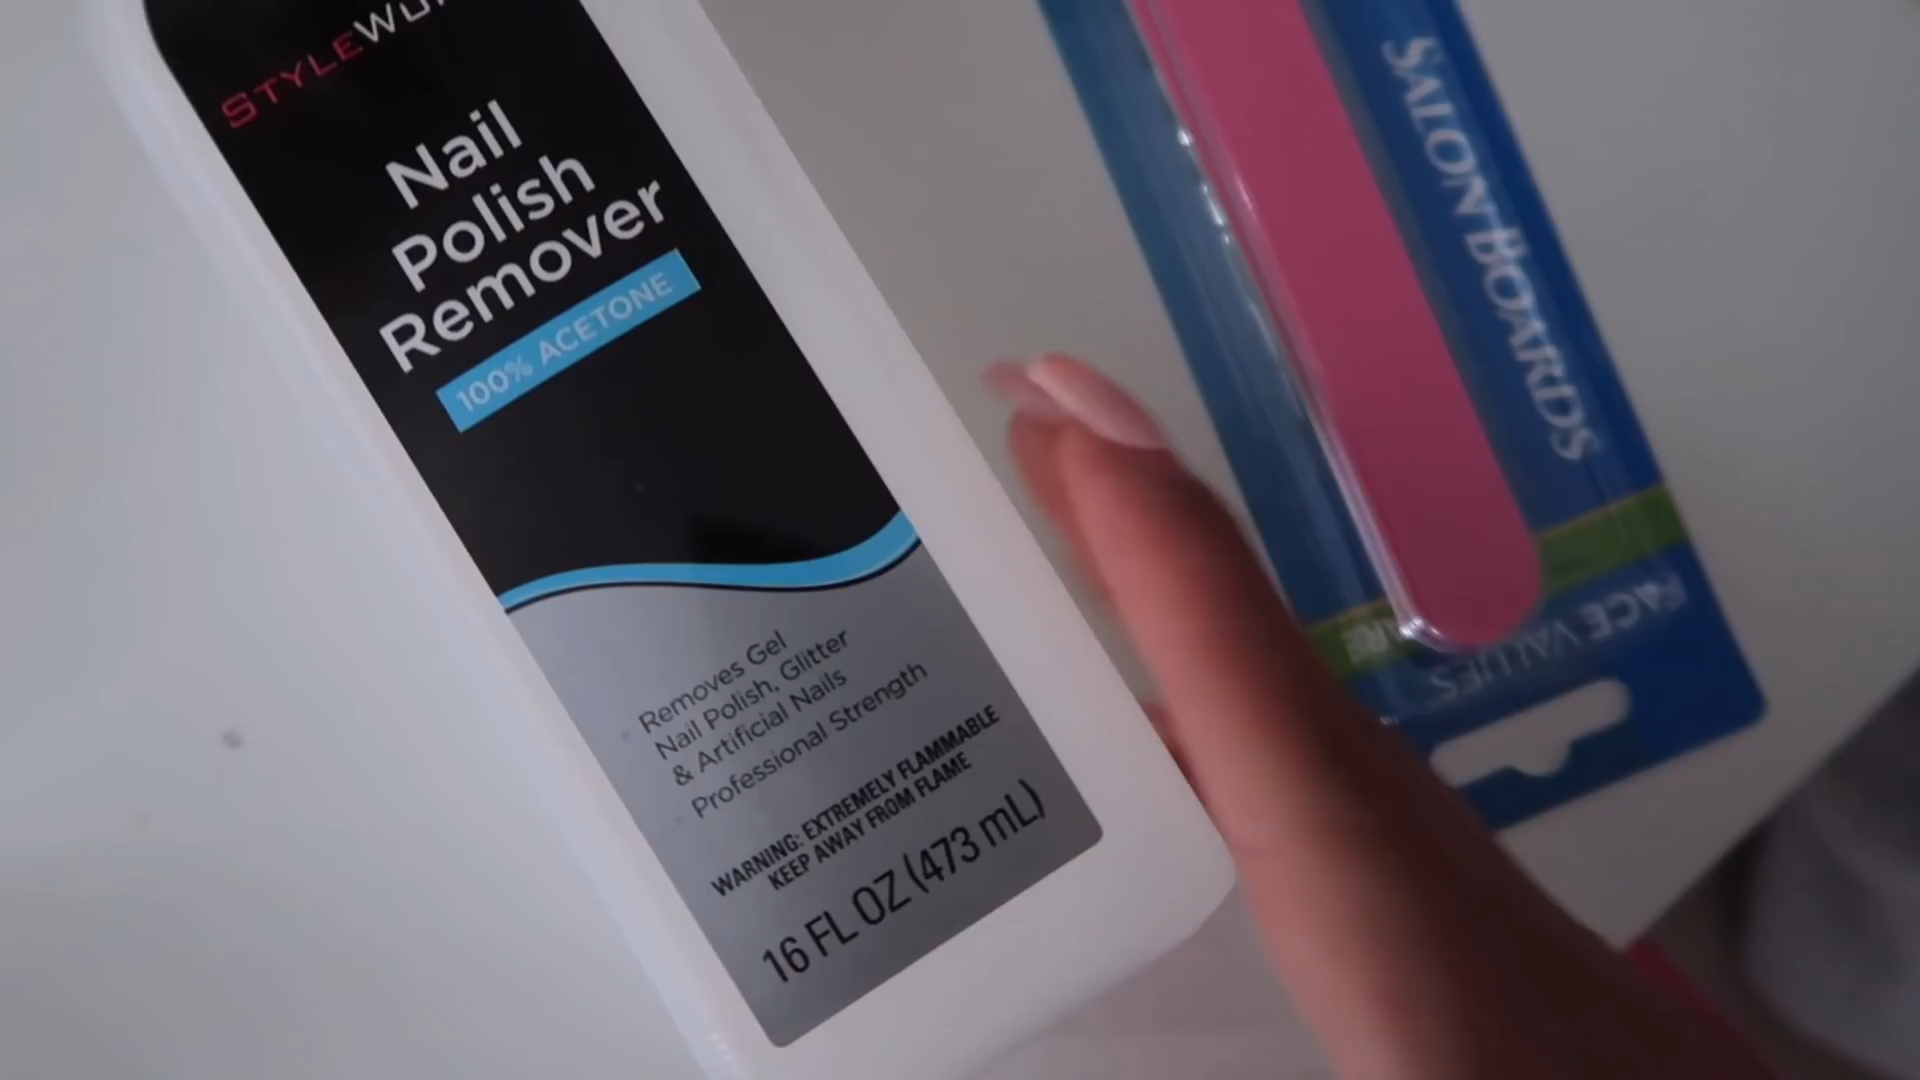 Nail
Polish
Remover
100% ACETONE
Removes Gel
Nail Polish, Glitter
& Artificial Nails
Professional Strength
WARNING: EXTREMELY FLAMMABLE
KEEP AWAY FROM FLAME
16 FL OZ (473 mL)
SALON BOARDS
FACE VALUES